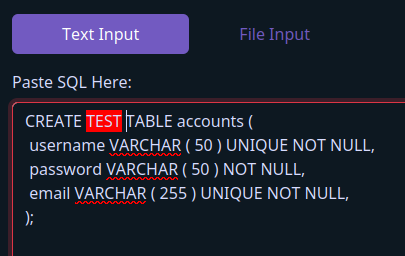 Text Input
File Input
Paste SQL Here:
CREATE TEST TABLE accounts (
username VARCHAR ( 50 ) UNIQUE NOT NULL,
password VARCHAR ( 50 ) NOT NULL,
email VARCHAR ( 255 ) UNIQUE NOT NULL,
);